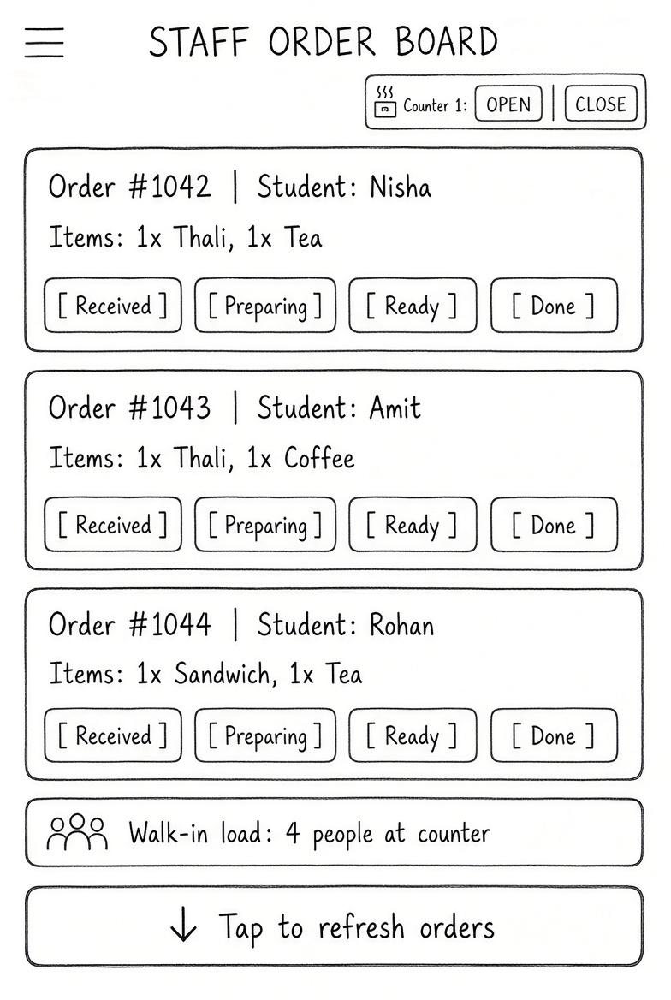 STAFF ORDER BOARD
Counter 1: OPEN | CLOSE
Order #1042 | Student: Nisha
Items: 1x Thali, 1x Tea
[ Received ] [ Preparing ] [ Ready ] [ Done ]
Order #1043 | Student: Amit
Items: 1x Thali, 1x Coffee
[ Received ] [ Preparing ] [ Ready ] [ Done ]
Order #1044 | Student: Rohan
Items: 1x Sandwich, 1x Tea
[ Received ] [ Preparing ] [ Ready ] [ Done ]
Walk-in load: 4 people at counter
↓ Tap to refresh orders